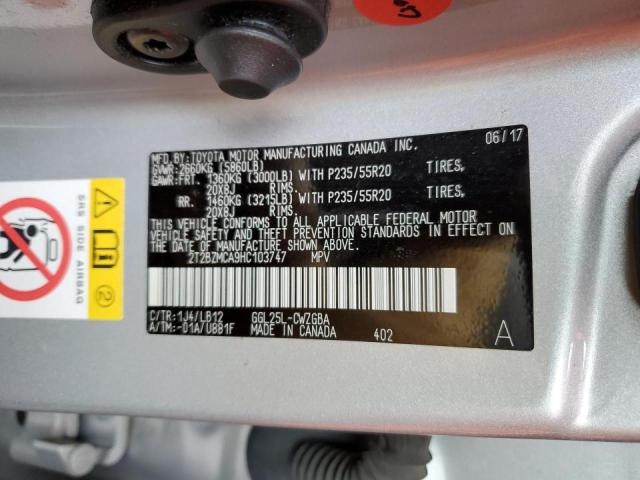 MFD. BY: TOYOTA MOTOR MANUFACTURING CANADA INC. 06/17
GVWR: 2660KG (5860LB)
GAWR:FRT. 1360KG (3000LB) WITH P235/55R20 TIRES,
20X8J RIMS,
RR. 1460KG (3215LB) WITH P235/55R20 TIRES,
20X8J RIMS,
THIS VEHICLE CONFORMS TO ALL APPLICABLE FEDERAL MOTOR
VEHICLE SAFETY AND THEFT PREVENTION STANDARDS IN EFFECT ON
THE DATE OF MANUFACTURE SHOWN ABOVE.
2T2BZMCA9HC103747 MPV
C/TR:1J4/LB12 GGL25L-CWZGBA
A/TM:-01A/U881F MADE IN CANADA 402 A
SRS SIDE AIRBAG
2